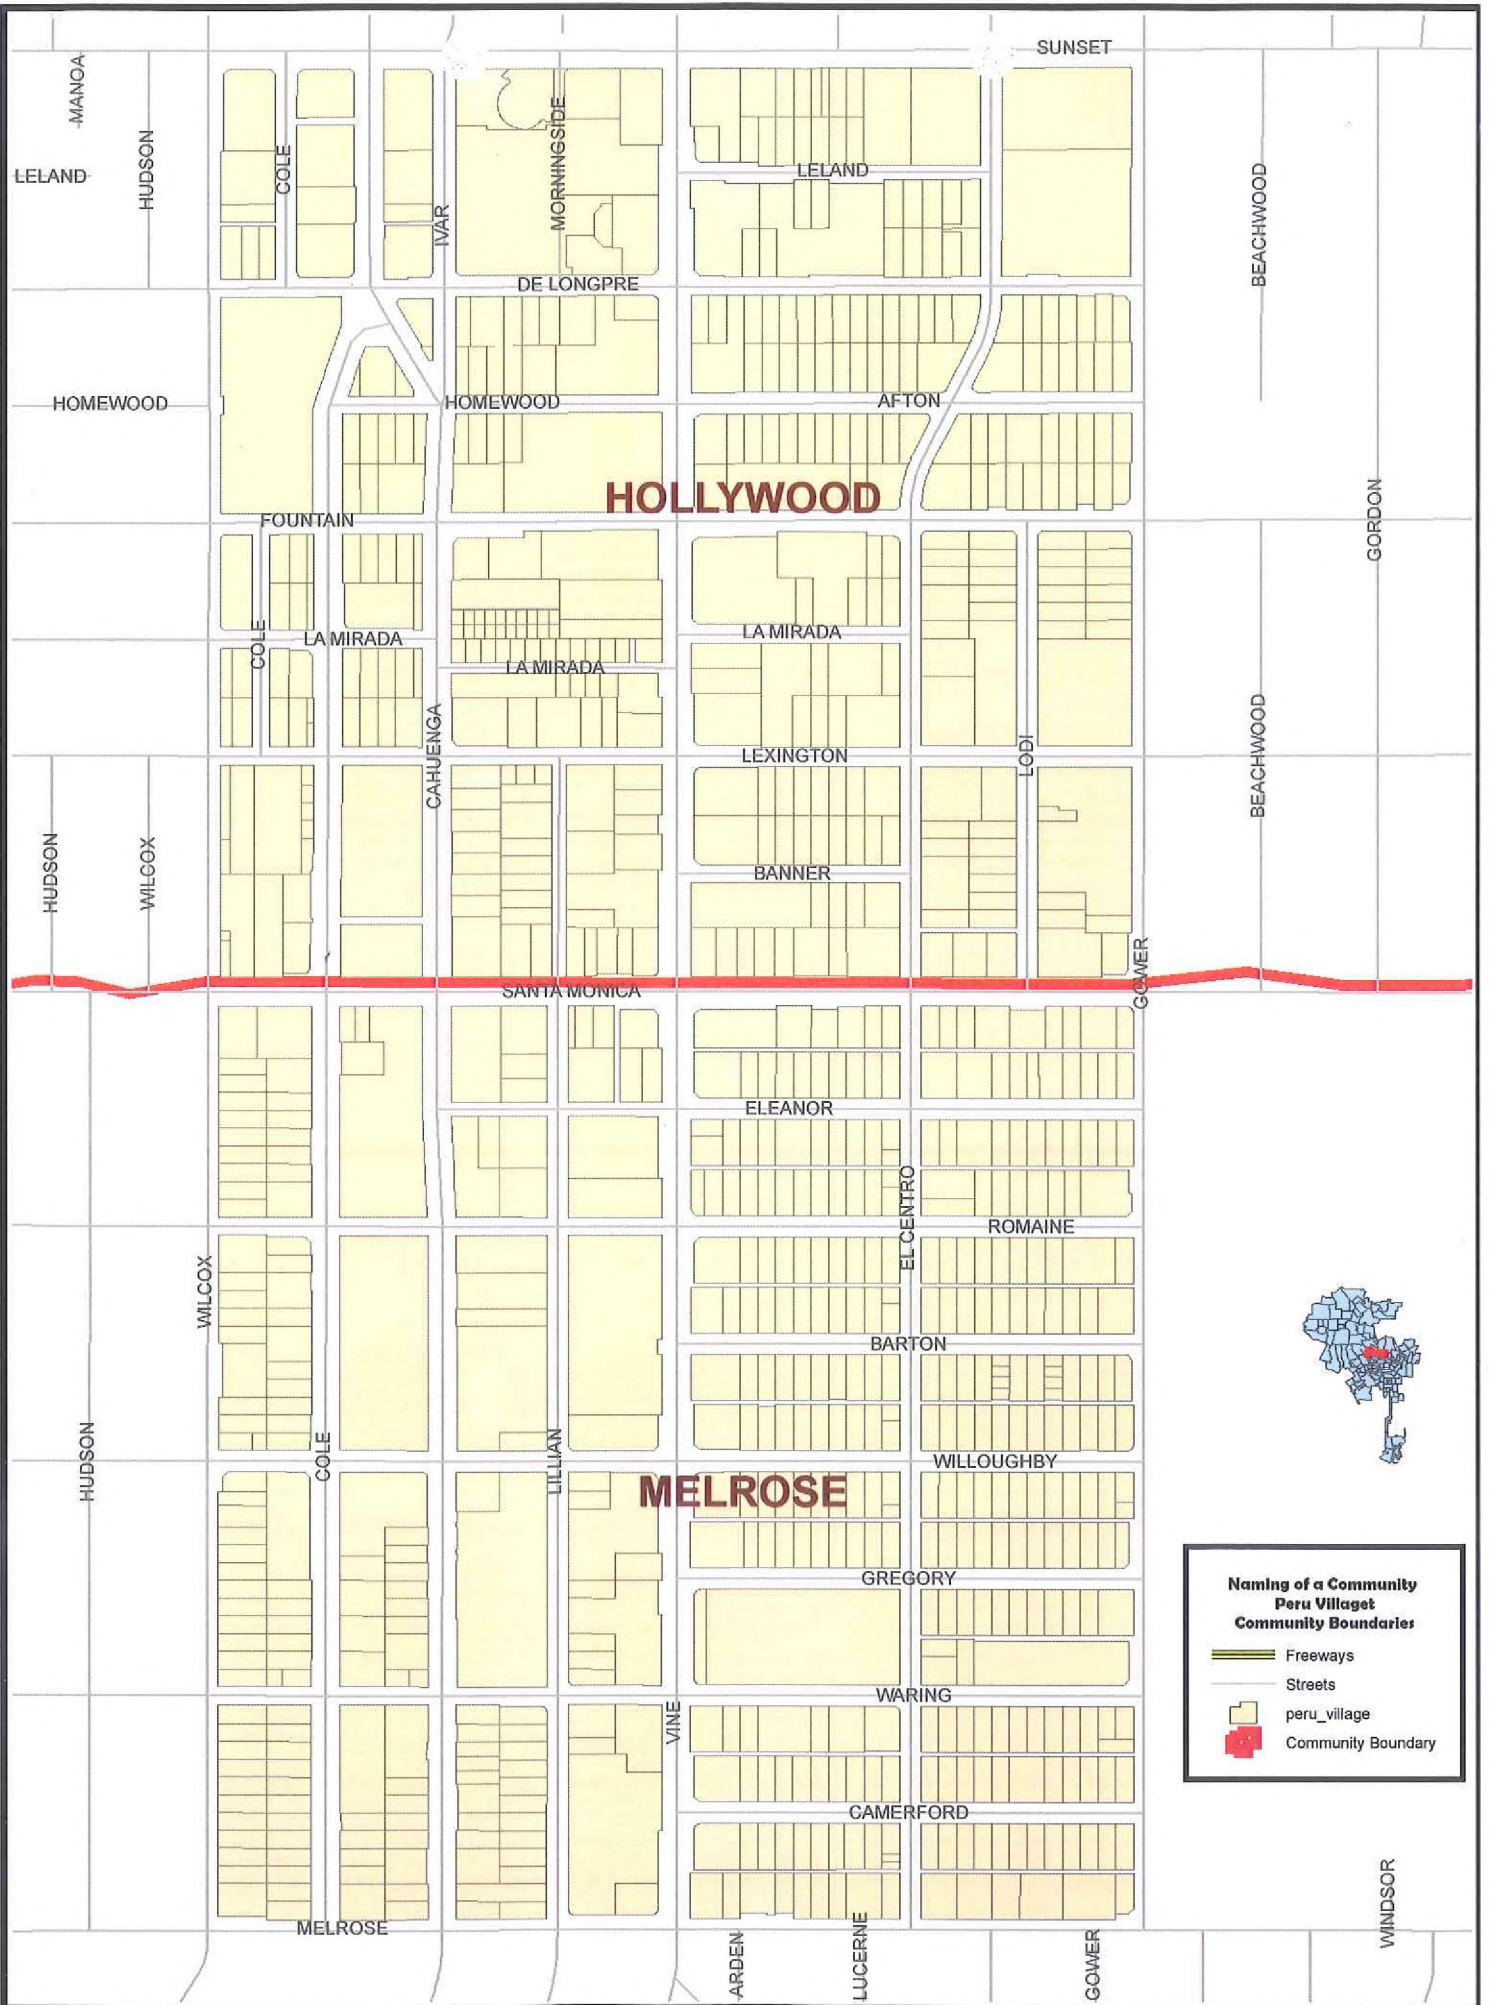 SUNSET
MANOA
HUDSON
COLE
MORNINGSIDE
LELAND
LELAND
IVAR
BEACHWOOD
DE LONGPRE
HOMEWOOD
HOMEWOOD
AFTON
HOLLYWOOD
GORDON
FOUNTAIN
COLE
LA MIRADA
LA MIRADA
LA MIRADA
CAHUENGA
LEXINGTON
LODI
BEACHWOOD
HUDSON
WILCOX
BANNER
GOWER
SANTA MONICA
ELEANOR
EL CENTRO
ROMAINE
WILCOX
BARTON
HUDSON
COLE
LILLIAN
WILLOUGHBY
MELROSE
GREGORY
Naming of a Community
Peru Villaget
Community Boundaries
Freeways
Streets
peru_village
Community Boundary
WARING
VINE
CAMERFORD
MELROSE
ARDEN
LUCERNE
GOWER
WINDSOR